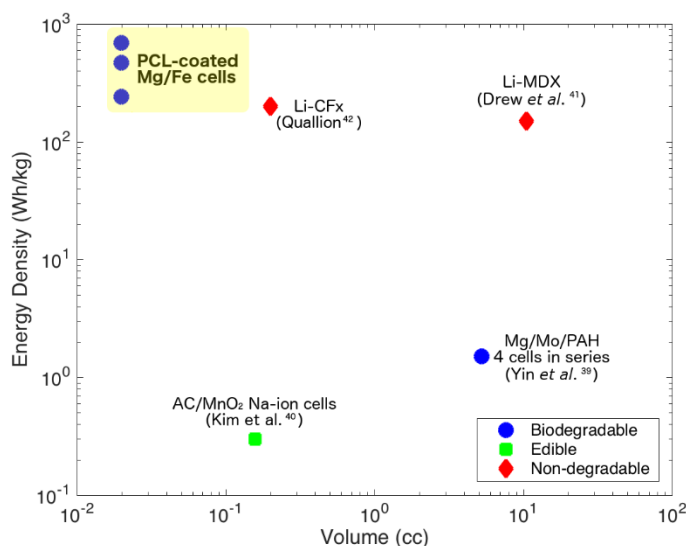 10³
PCL-coated
Mg/Fe cells
Li-CFx
(Quallion⁴²)
Li-MDX
(Drew et al. ⁴¹)
10²
Energy Density (Wh/kg)
10¹
Mg/Mo/PAH
4 cells in series
(Yin et al. ³⁹)
10⁰
AC/MnO₂ Na-ion cells
(Kim et al. ⁴⁰)
Biodegradable
Edible
Non-degradable
10⁻¹
10⁻² 10⁻¹ 10⁰ 10¹ 10²
Volume (cc)